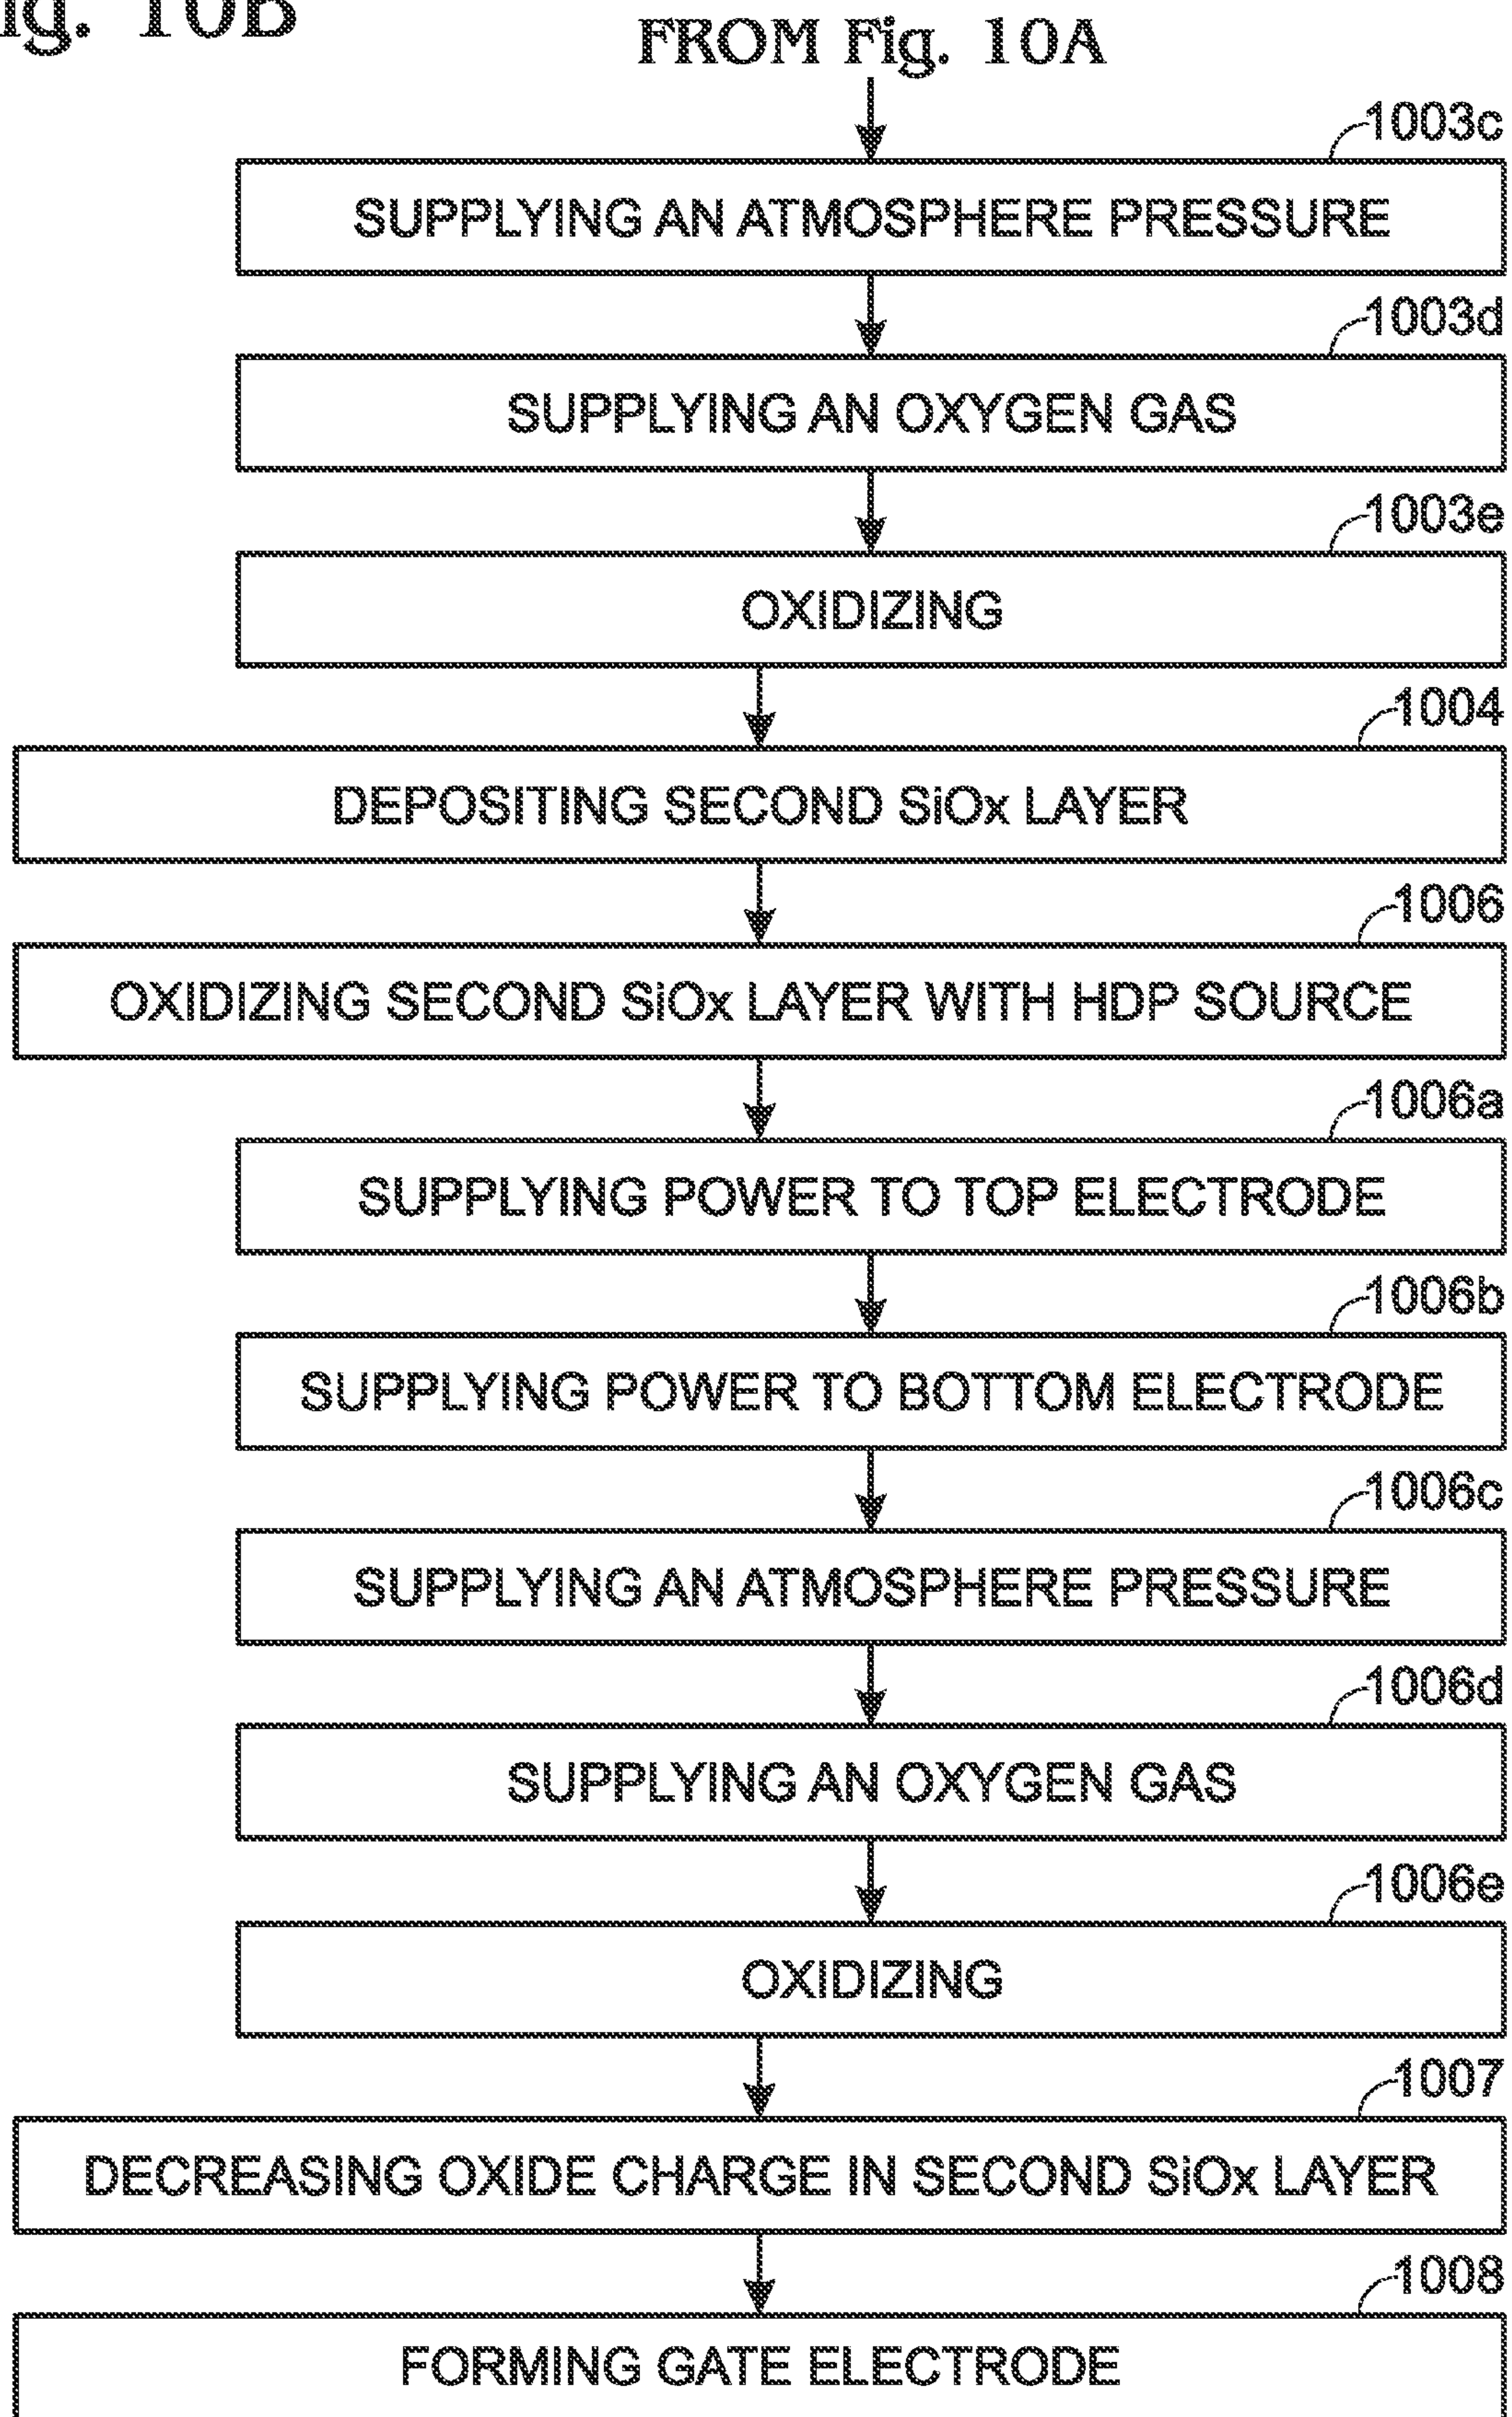 ig. 10B
FROM Fig. 10A
1003c
SUPPLYING AN ATMOSPHERE PRESSURE
1003d
SUPPLYING AN OXYGEN GAS
1003e
OXIDIZING
1004
DEPOSITING SECOND SiOx LAYER
1006
OXIDIZING SECOND SiOx LAYER WITH HDP SOURCE
1006a
SUPPLYING POWER TO TOP ELECTRODE
1006b
SUPPLYING POWER TO BOTTOM ELECTRODE
1006c
SUPPLYING AN ATMOSPHERE PRESSURE
1006d
SUPPLYING AN OXYGEN GAS
1006e
OXIDIZING
1007
DECREASING OXIDE CHARGE IN SECOND SiOx LAYER
1008
FORMING GATE ELECTRODE